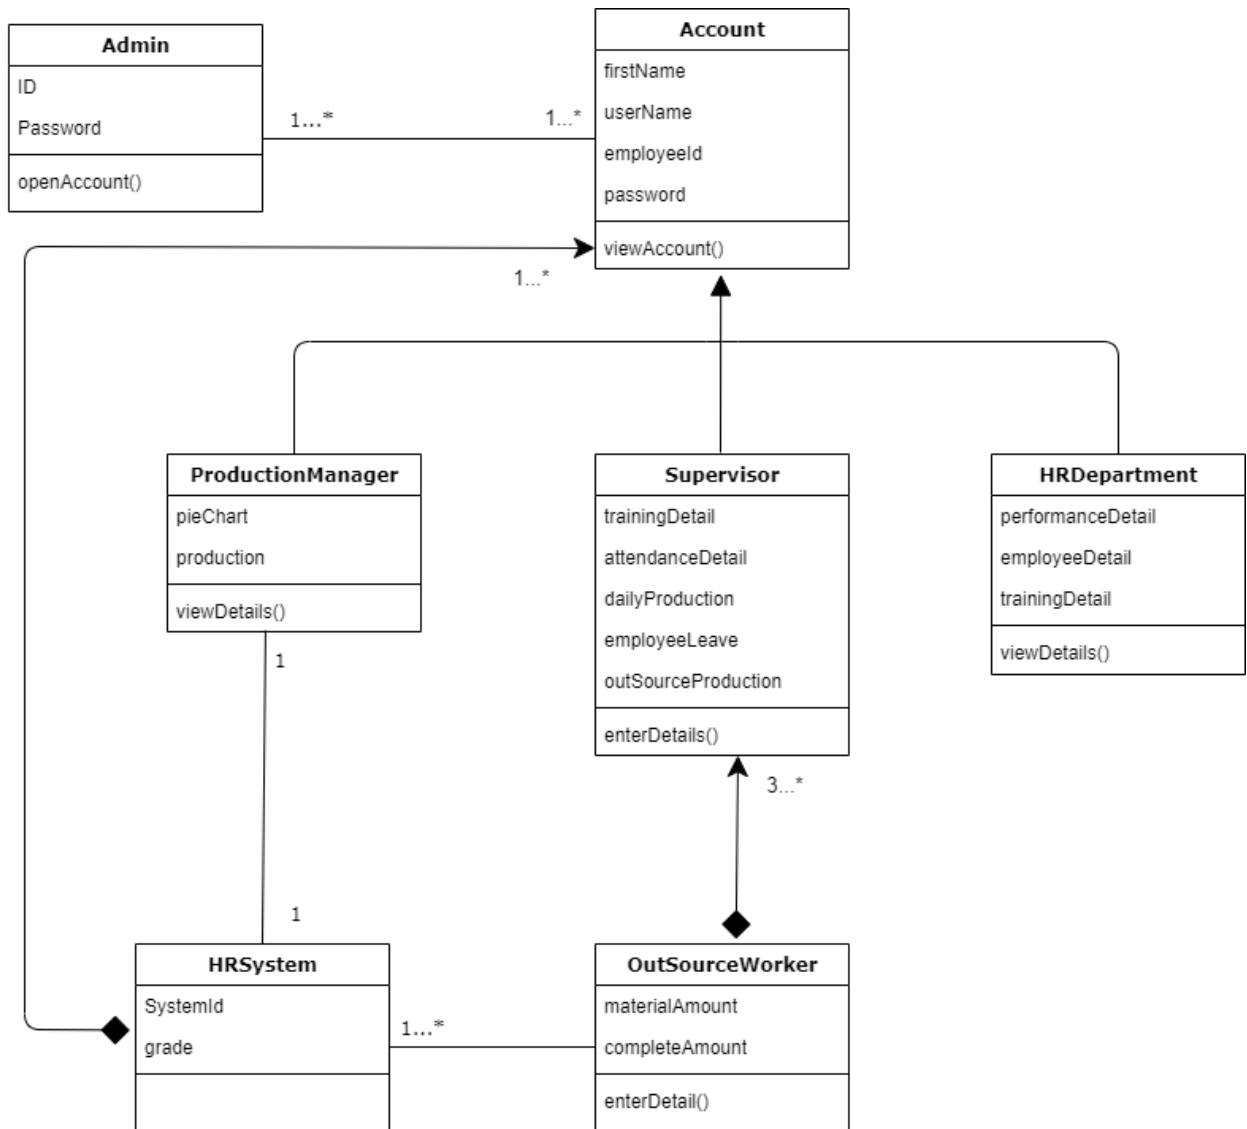 Admin
ID
Password
openAccount()
1...*
1...*
Account
firstName
userName
employeeId
password
viewAccount()
1...*
ProductionManager
pieChart
production
viewDetails()
1
Supervisor
trainingDetail
attendanceDetail
dailyProduction
employeeLeave
outSourceProduction
enterDetails()
3...*
HRDepartment
performanceDetail
employeeDetail
trainingDetail
viewDetails()
1
HRSystem
SystemId
grade
1...*
OutSourceWorker
materialAmount
completeAmount
enterDetail()